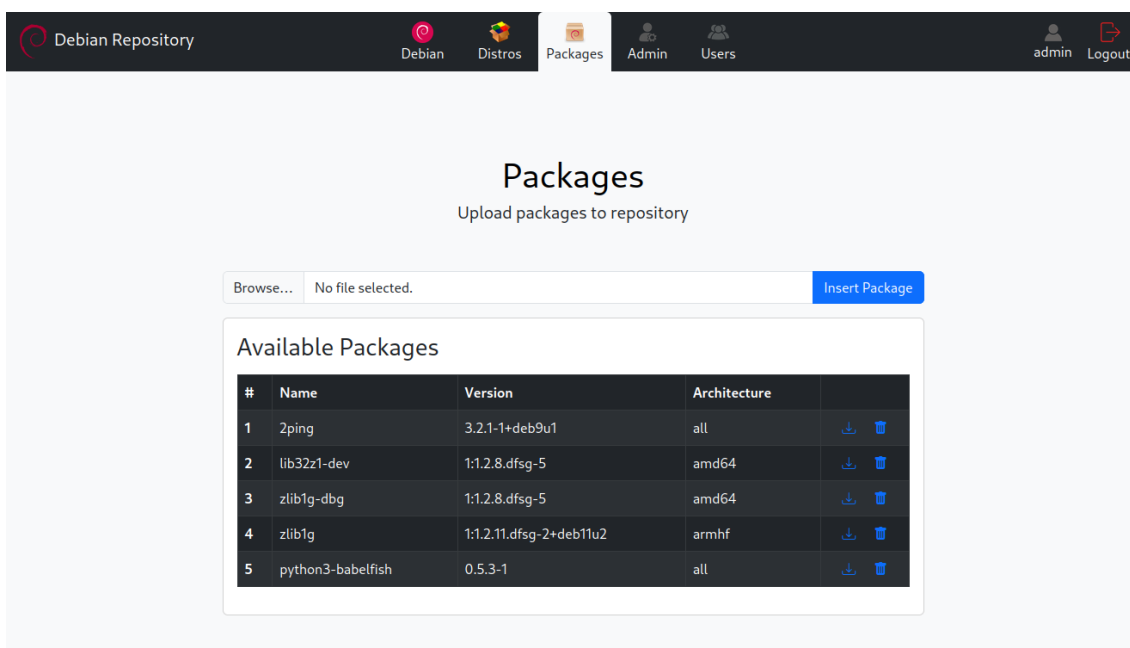 Debian Repository Debian Distros Packages Admin Users admin Logout
Packages
Upload packages to repository
Browse... No file selected. Insert Package
Available Packages
# Name Version Architecture
1 2ping 3.2.1-1+deb9u1 all
2 lib32z1-dev 1:1.2.8.dfsg-5 amd64
3 zlib1g-dbg 1:1.2.8.dfsg-5 amd64
4 zlib1g 1:1.2.11.dfsg-2+deb11u2 armhf
5 python3-babelfish 0.5.3-1 all